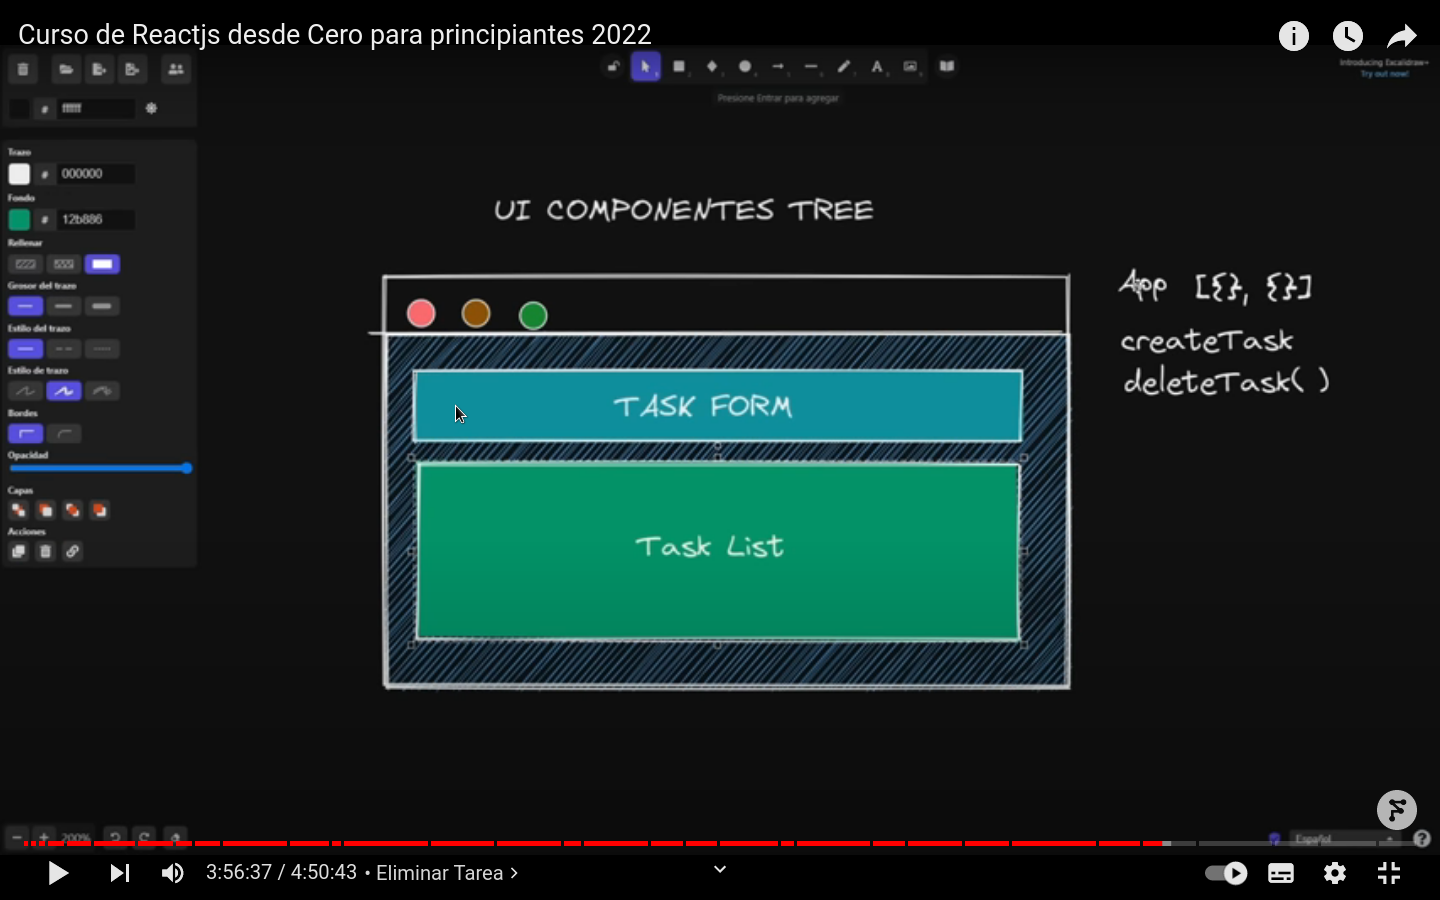 Curso de Reactjs desde Cero para principiantes 2022
Introducing Excalidraw+
Try out now!
Presione Entrar para agregar
# ffffff
Trazo
# 000000
Fondo
# 12b886
Rellenar
Grosor del trazo
Estilo del trazo
Estilo de trazo
Bordes
Opacidad
Capas
Acciones
UI COMPONENTES TREE
App [{}, {}]
createTask
deleteTask( )
TASK FORM
Task List
200%
Español
3:56:37 / 4:50:43 • Eliminar Tarea